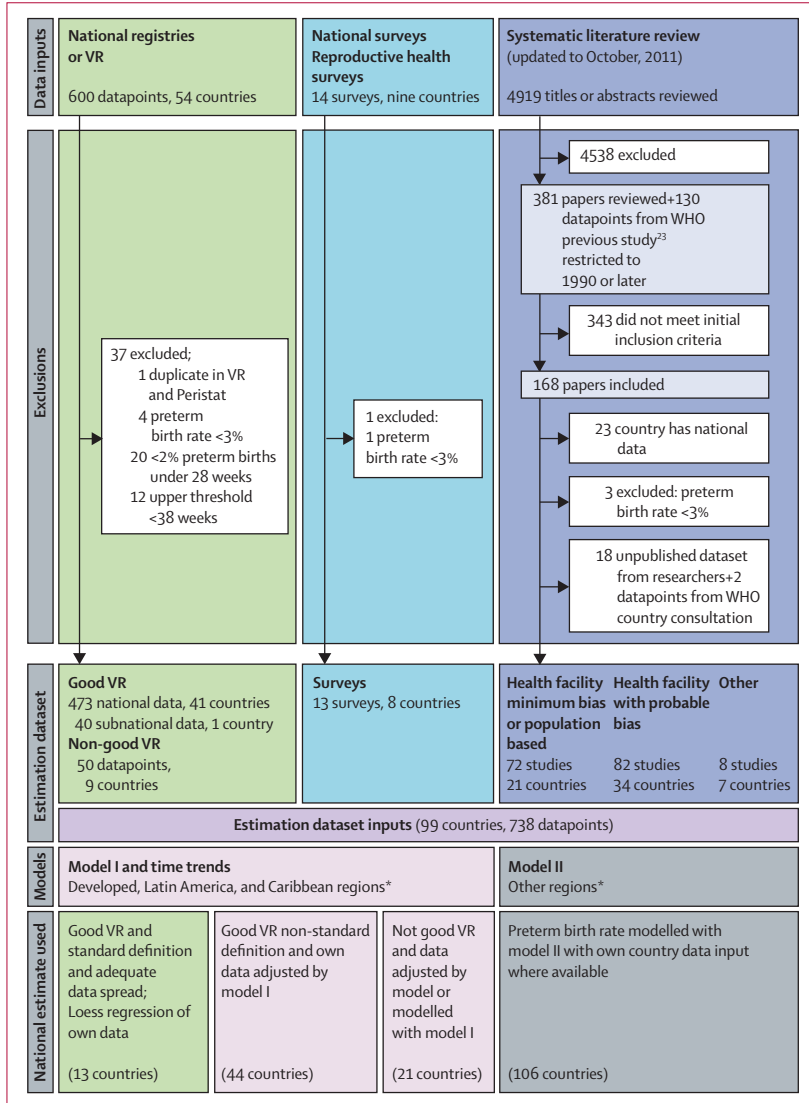 Data inputs
National registries
or VR
600 datapoints, 54 countries
National surveys
Reproductive health
surveys
14 surveys, nine countries
Systematic literature review
(updated to October, 2011)
4919 titles or abstracts reviewed
Exclusions
37 excluded;
1 duplicate in VR
and Peristat
4 preterm
birth rate <3%
20 <2% preterm births
under 28 weeks
12 upper threshold
<38 weeks
1 excluded:
1 preterm
birth rate <3%
4538 excluded
381 papers reviewed+130
datapoints from WHO
previous study23
restricted to
1990 or later
343 did not meet initial
inclusion criteria
168 papers included
23 country has national
data
3 excluded: preterm
birth rate <3%
18 unpublished dataset
from researchers+2
datapoints from WHO
country consultation
Estimation dataset
Good VR
473 national data, 41 countries
40 subnational data, 1 country
Non-good VR
50 datapoints,
9 countries
Surveys
13 surveys, 8 countries
Health facility
minimum bias
or population
based
72 studies
21 countries
Health facility
with probable
bias
82 studies
34 countries
Other
8 studies
7 countries
Estimation dataset inputs (99 countries, 738 datapoints)
Models
Model I and time trends
Developed, Latin America, and Caribbean regions*
Model II
Other regions*
National estimate used
Good VR and
standard definition
and adequate
data spread;
Loess regression of
own data
(13 countries)
Good VR non-standard
definition and own
data adjusted by
model I
(44 countries)
Not good VR
and data
adjusted by
model or
modelled
with model I
(21 countries)
Preterm birth rate modelled with
model II with own country data input
where available
(106 countries)